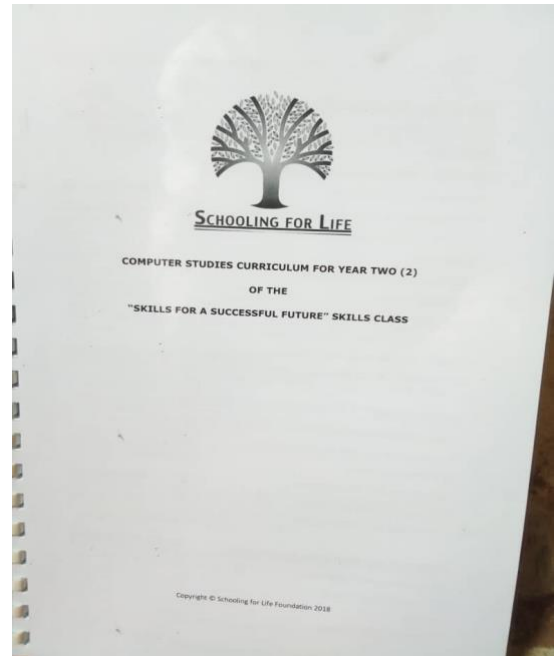 SCHOOLING FOR LIFE
COMPUTER STUDIES CURRICULUM FOR YEAR TWO (2)
OF THE
"SKILLS FOR A SUCCESSFUL FUTURE" SKILLS CLASS
Copyright © Schooling for Life Foundation 2018